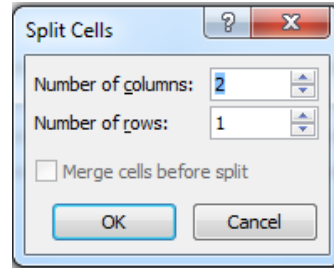 Split Cells
Number of columns: 2
Number of rows: 1
Merge cells before split
OK Cancel